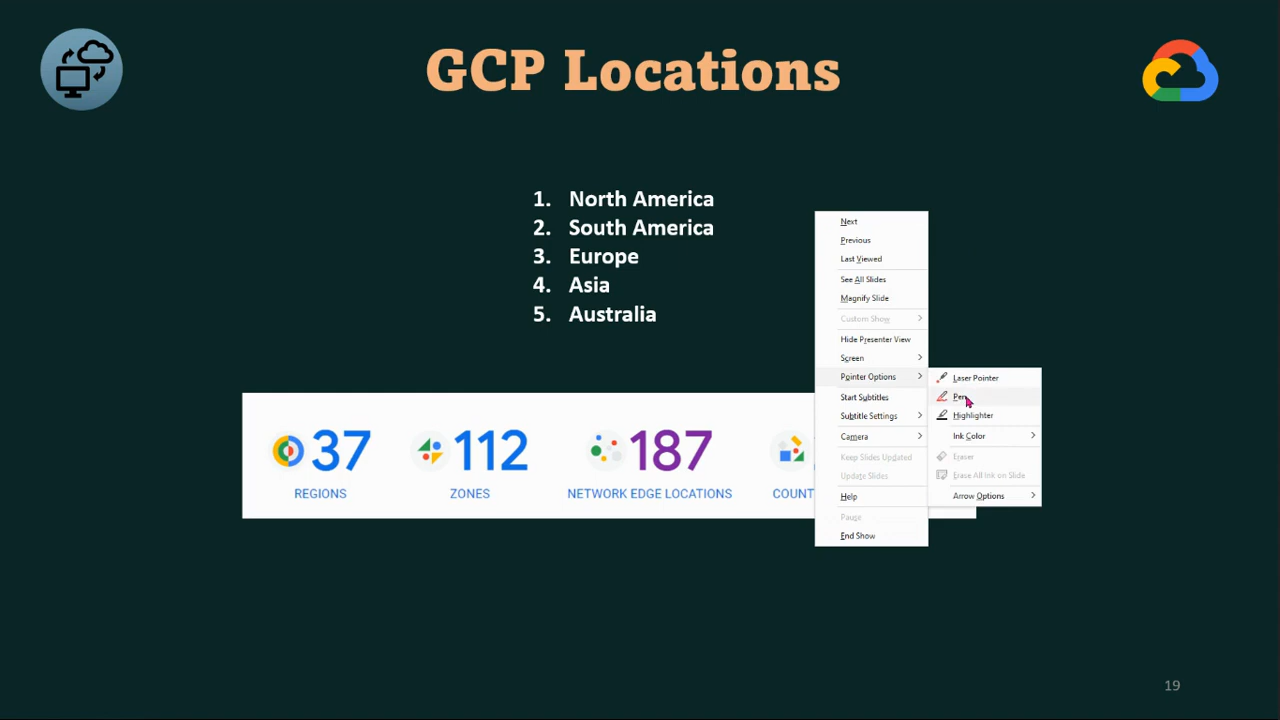 GCP Locations
1. North America
2. South America
3. Europe
4. Asia
5. Australia
37
REGIONS
112
ZONES
187
NETWORK EDGE LOCATIONS
Next
Previous
Last Viewed
See All Slides
Magnify Slide
Custom Show
Hide Presenter View
Screen
Pointer Options
Start Subtitles
Subtitle Settings
Camera
Keep Slides Updated
Update Slides
Help
Pause
End Show
Laser Pointer
Pen
Highlighter
Ink Color
Eraser
Erase All Ink on Slide
Arrow Options
19